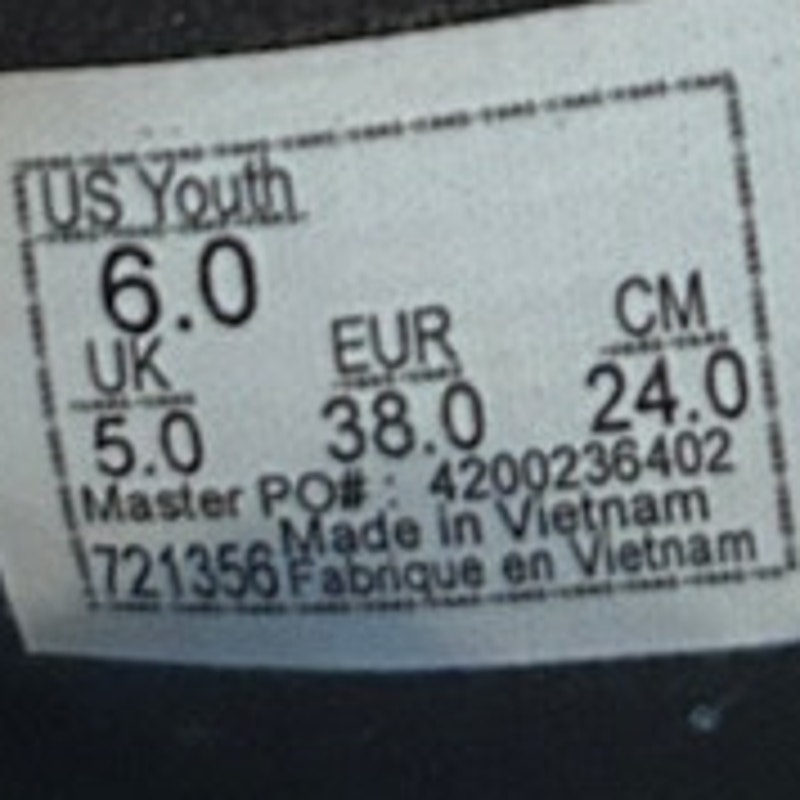 US Youth
6.0
UK EUR CM
5.0 38.0 24.0
Master PO# : 4200236402
Made in Vietnam
721356 Fabrique en Vietnam